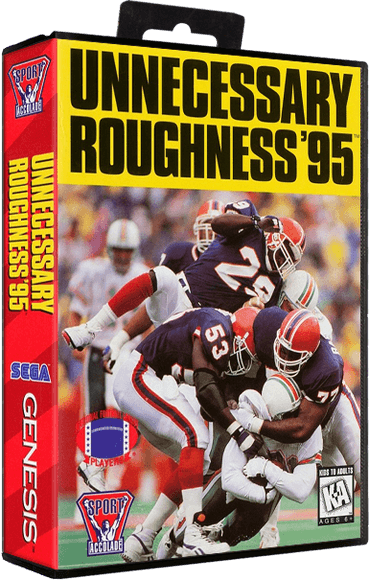 UNNECESSARY
ROUGHNESS '95
TM
SPORT
ACCOLADE
UNNECESSARY
ROUGHNESS '95
SEGA
GENESIS
29
53
PLAYERS
SPORT
ACCOLADE
KIDS TO ADULTS
K-A
AGES 6+